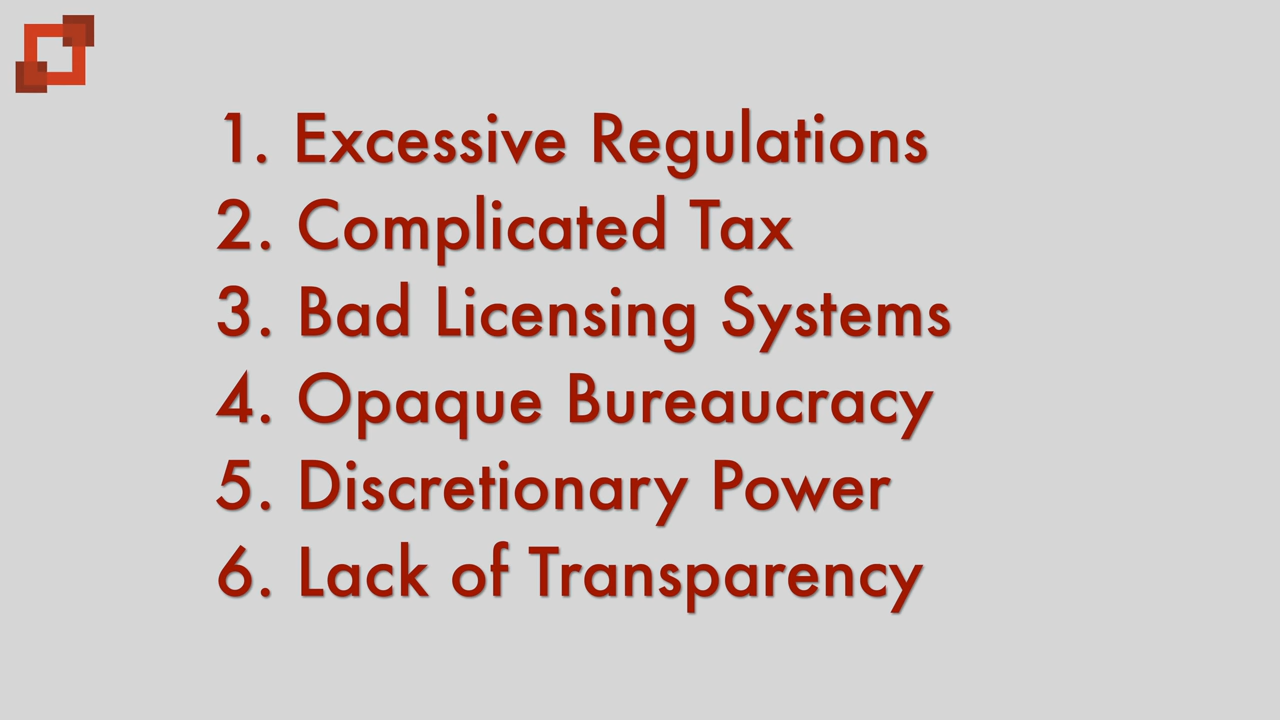 1. Excessive Regulations
2. Complicated Tax
3. Bad Licensing Systems
4. Opaque Bureaucracy
5. Discretionary Power
6. Lack of Transparency